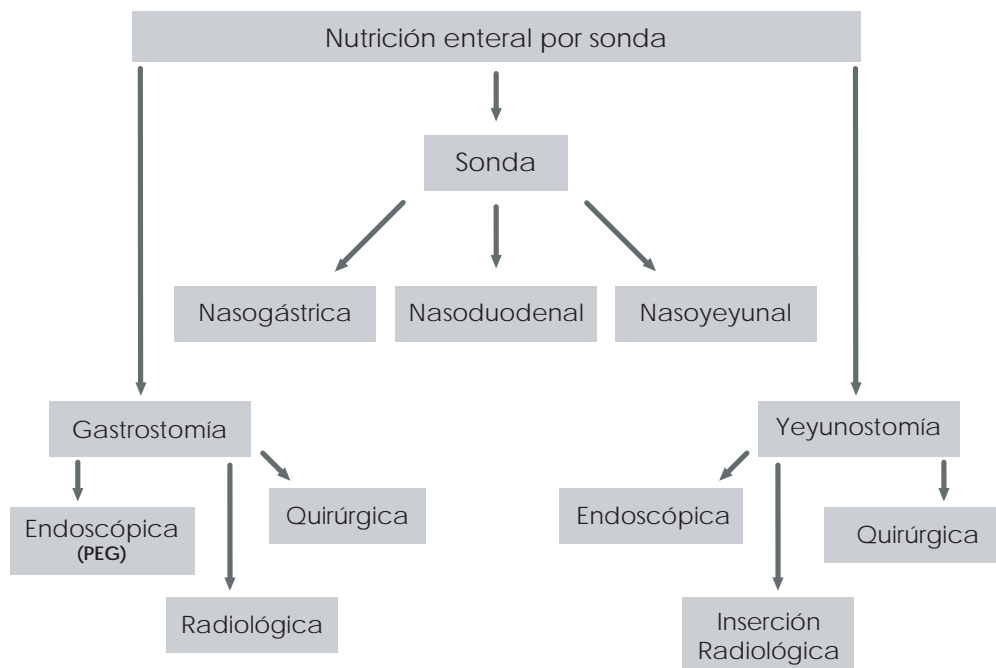 Nutrición enteral por sonda
Sonda
Nasogástrica
Nasoduodenal
Nasoyeyunal
Gastrostomía
Yeyunostomía
Endoscópica
(PEG)
Quirúrgica
Endoscópica
Quirúrgica
Radiológica
Inserción
Radiológica